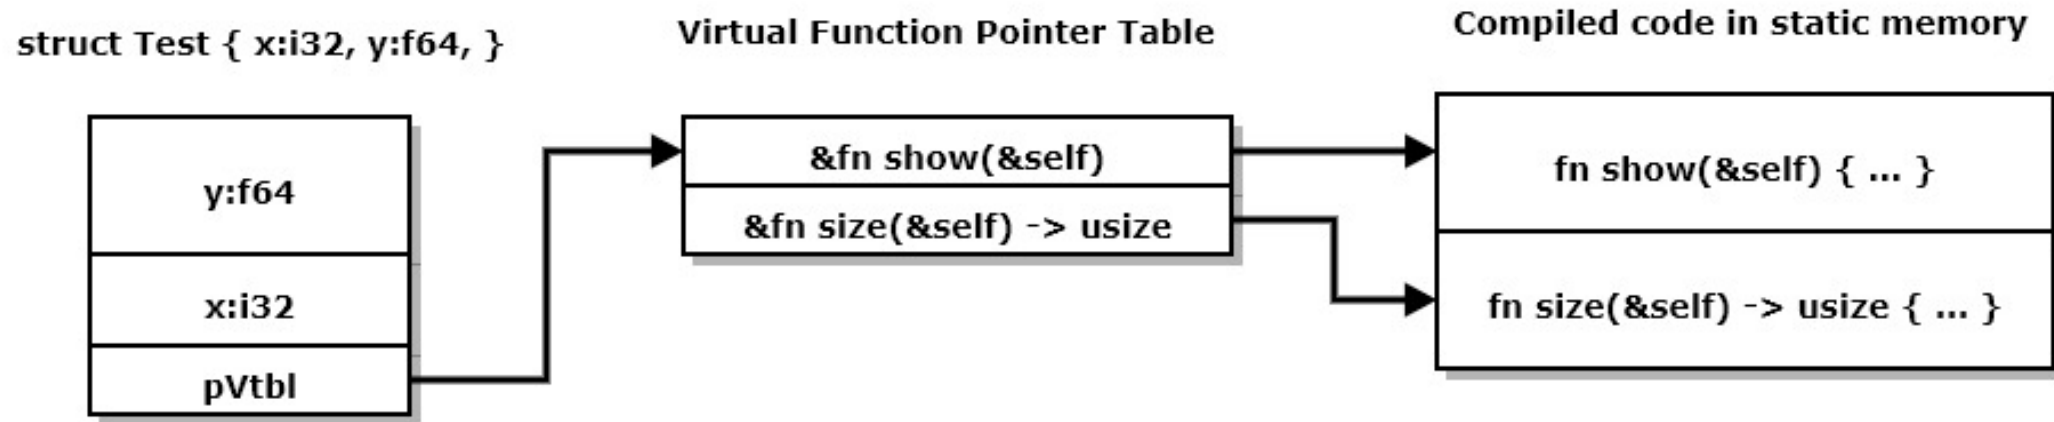 struct Test { x:i32, y:f64, }
Virtual Function Pointer Table
Compiled code in static memory
y:f64
x:i32
pVtbl
&fn show(&self)
&fn size(&self) -> usize
fn show(&self) { ... }
fn size(&self) -> usize { ... }